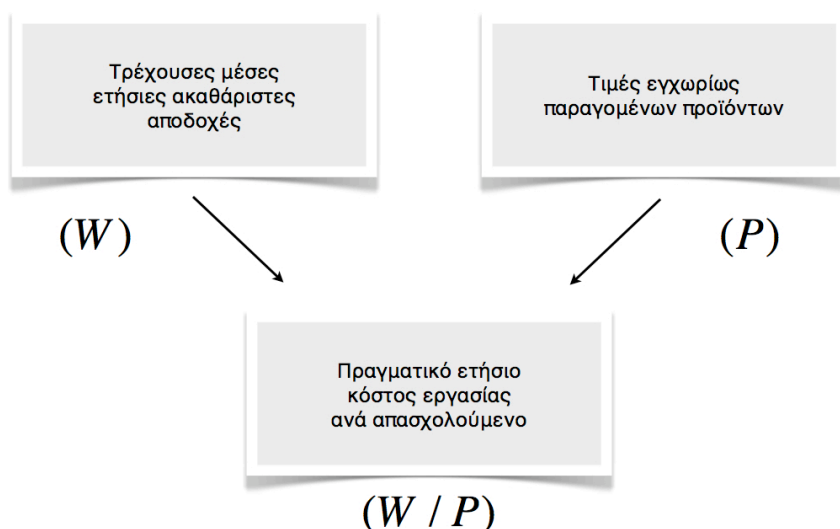 Τρέχουσες μέσες
ετήσιες ακαθάριστες
αποδοχές
Τιμές εγχωρίως
παραγομένων προϊόντων
(W)
(P)
Πραγματικό ετήσιο
κόστος εργασίας
ανά απασχολούμενο
(W / P)